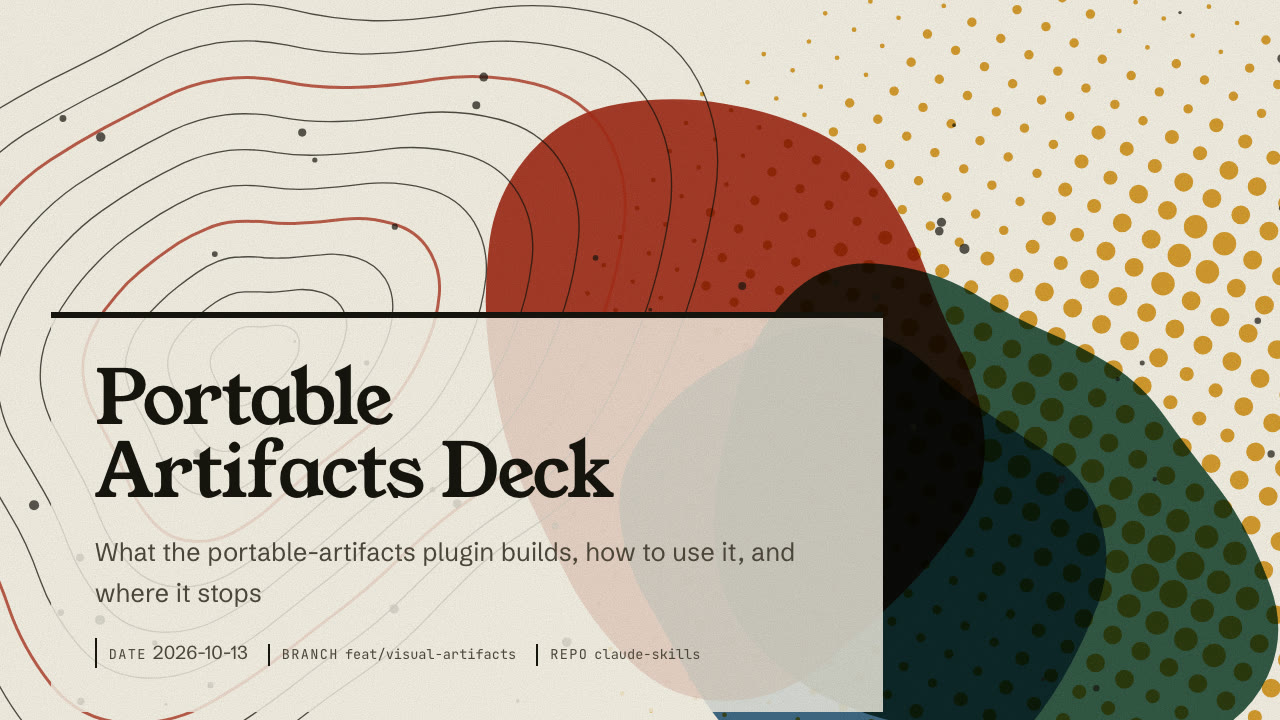 Portable
Artifacts Deck
What the portable-artifacts plugin builds, how to use it, and
where it stops
DATE 2026-10-13 BRANCH feat/visual-artifacts REPO claude-skills